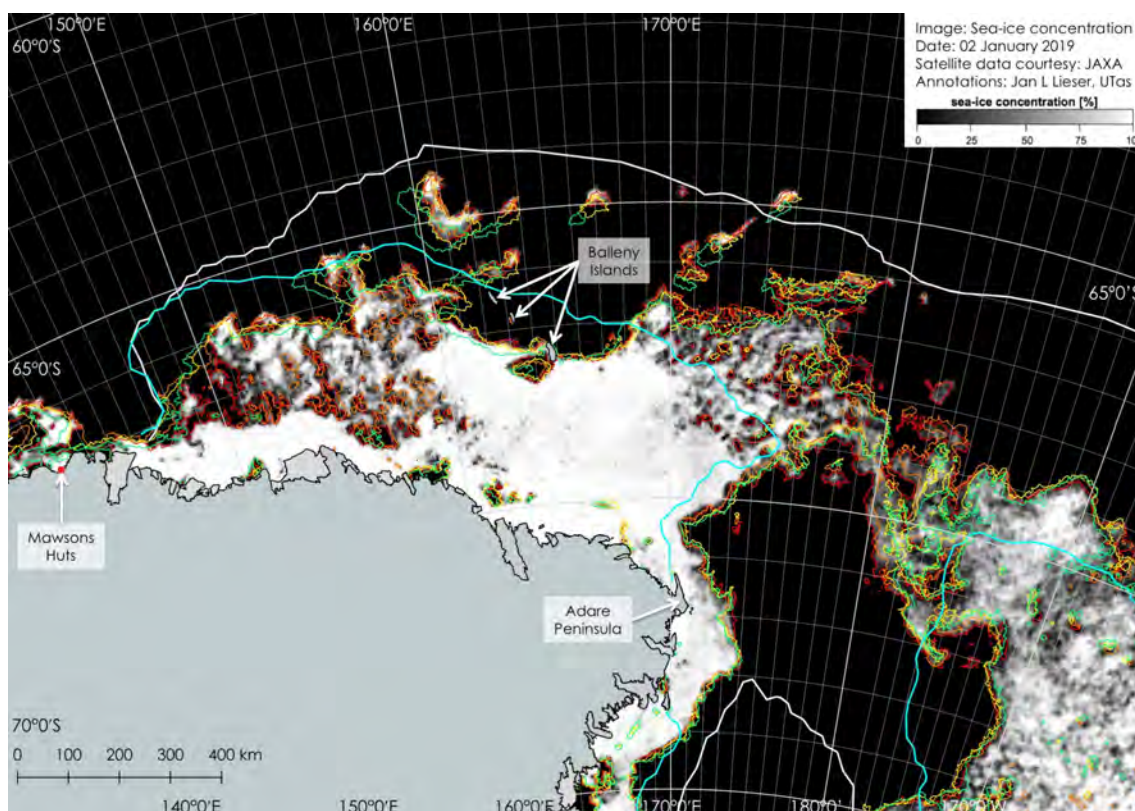 150°0'E
160°0'E
170°0'E
60°0'S
Image: Sea-ice concentration
Date: 02 January 2019
Satellite data courtesy: JAXA
Annotations: Jan L Lieser, UTas
sea-ice concentration [%]
0 25 50 75 10
Balleny
Islands
65°0'S
65°0'S
Mawsons
Huts
Adare
Peninsula
70°0'S
0 100 200 300 400 km
140°0'E
150°0'E
160°0'E
170°0'E
180°0'
170°0'W